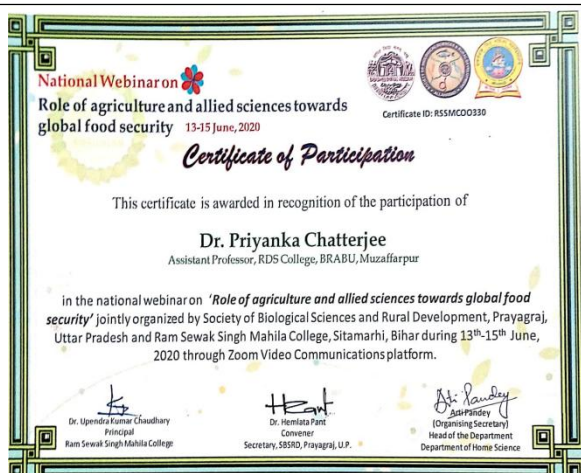 National Webinar on
Role of agriculture and allied sciences towards
global food security 13-15 June, 2020
Certificate ID: RSSMCOO330
Certificate of Participation
This certificate is awarded in recognition of the participation of
Dr. Priyanka Chatterjee
Assistant Professor, RDS College, BRABU, Muzaffarpur
in the national webinar on 'Role of agriculture and allied sciences towards global food
security' jointly organized by Society of Biological Sciences and Rural Development, Prayagraj,
Uttar Pradesh and Ram Sewak Singh Mahila College, Sitamarhi, Bihar during 13th-15th June,
2020 through Zoom Video Communications platform.
Dr. Upendra Kumar Chaudhary
Principal
Ram Sewak Singh Mahila College
HPant
Dr. Hemlata Pant
Convener
Secretary, SBSRD, Prayagraj, U.P.
Arti Pandey
Arti Pandey
(Organising Secretary)
Head of the Department
Department of Home Science